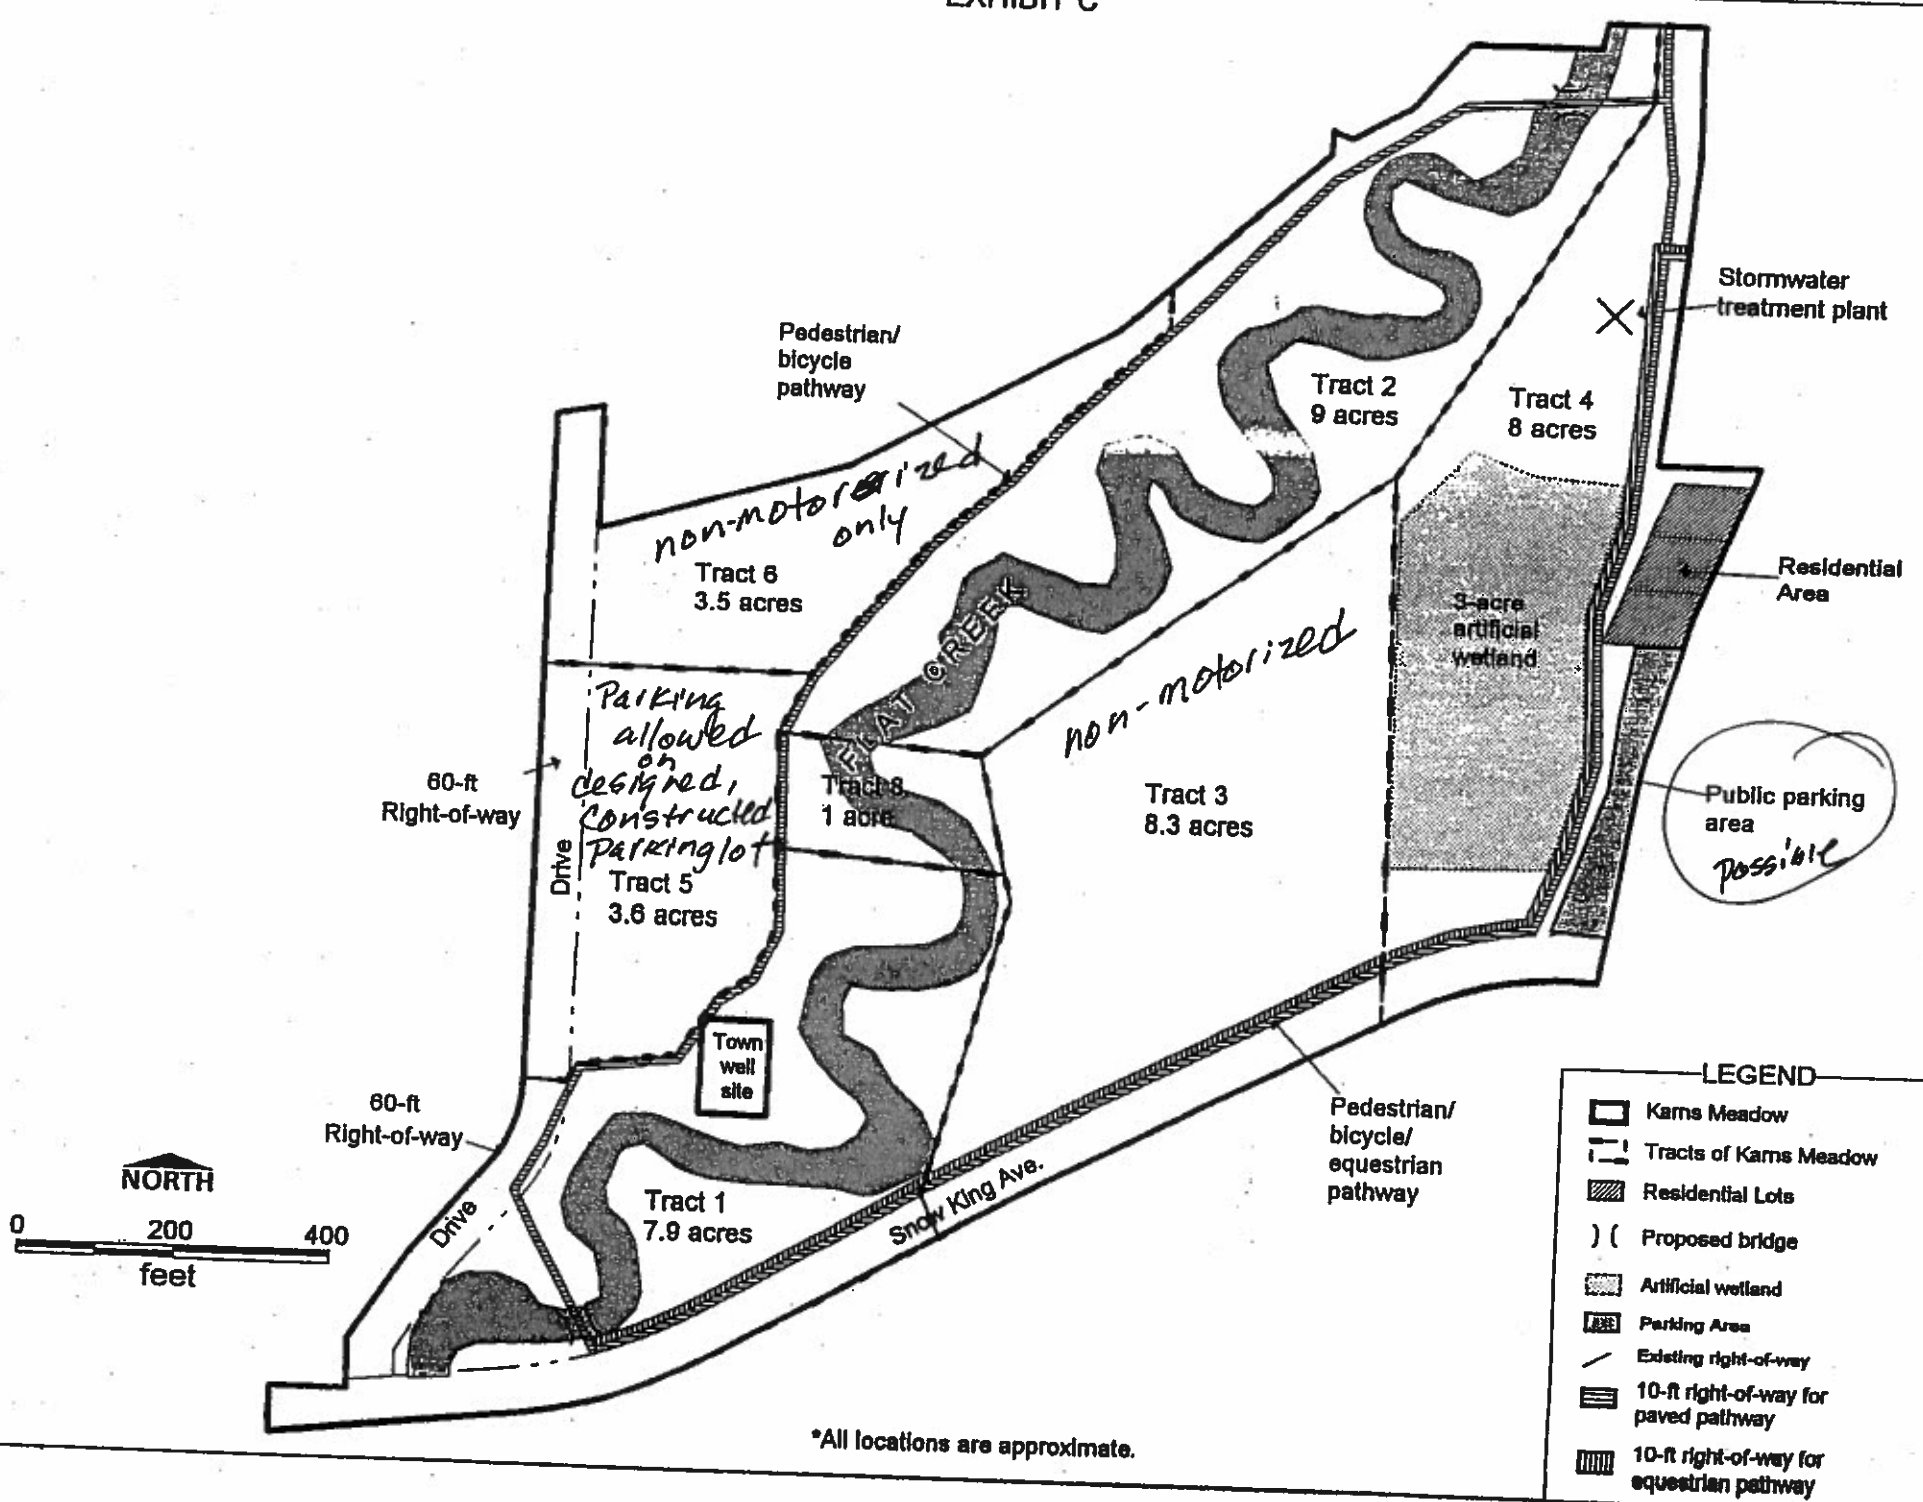 EXHIBIT C
Pedestrian/
bicycle
pathway
Stormwater
treatment plant
Tract 2
9 acres
Tract 4
8 acres
non-motorized
only
Tract 6
3.5 acres
Residential
Area
3-acre
artificial
wetland
FLAT CREEK
non-motorized
Parking
allowed
on
designed,
constructed
parking lot
60-ft
Right-of-way
Drive
Tract 8
1 acre
Tract 3
8.3 acres
Public parking
area
possible
Tract 5
3.6 acres
Town
well
site
60-ft
Right-of-way
Drive
NORTH
0 200 400
feet
Tract 1
7.9 acres
Snow King Ave.
Pedestrian/
bicycle/
equestrian
pathway
LEGEND
Karns Meadow
Tracts of Karns Meadow
Residential Lots
Proposed bridge
Artificial wetland
Parking Area
Existing right-of-way
10-ft right-of-way for
paved pathway
10-ft right-of-way for
equestrian pathway
*All locations are approximate.